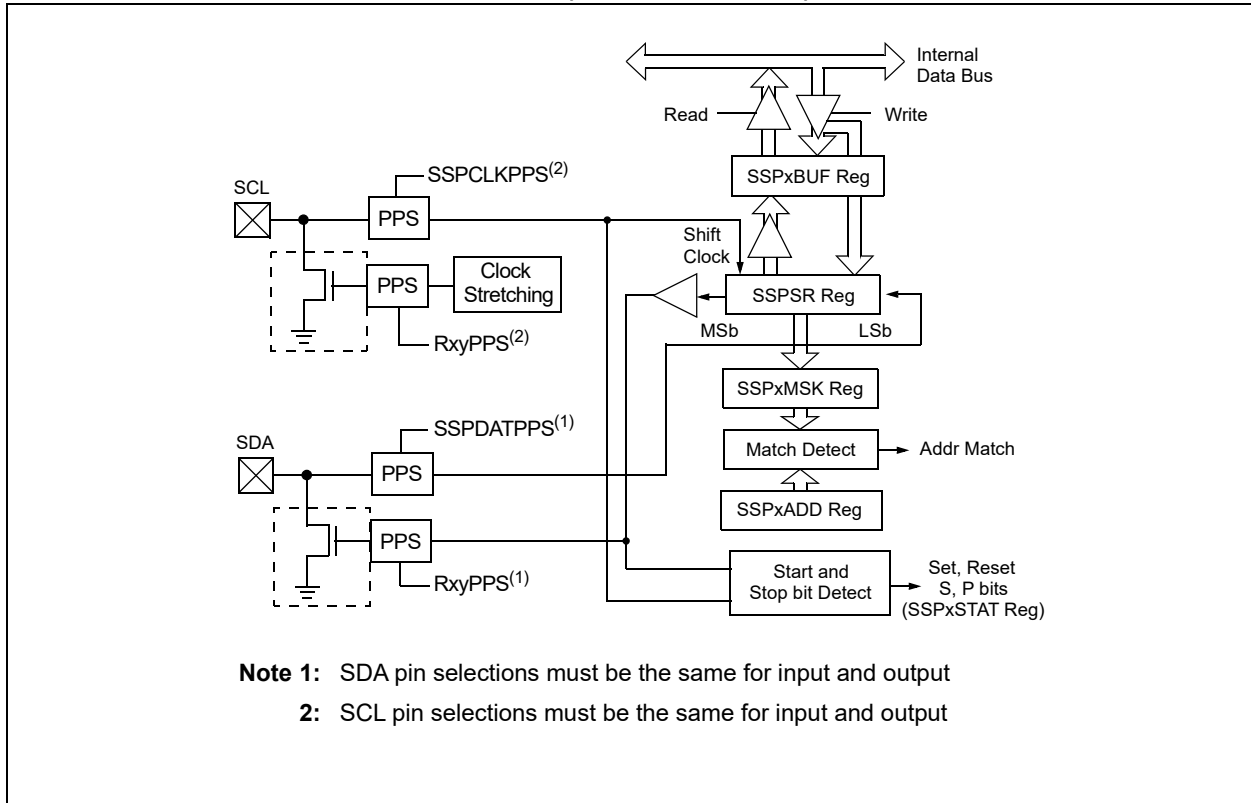 Internal
Data Bus
Read
Write
SSPxBUF Reg
SSPCLKPPS(2)
SCL
PPS
Shift
Clock
PPS
Clock
Stretching
SSPSR Reg
MSb
LSb
RxyPPS(2)
SSPxMSK Reg
SSPDATPPS(1)
SDA
PPS
Match Detect
Addr Match
SSPxADD Reg
PPS
RxyPPS(1)
Start and
Stop bit Detect
Set, Reset
S, P bits
(SSPxSTAT Reg)
Note 1: SDA pin selections must be the same for input and output
2: SCL pin selections must be the same for input and output